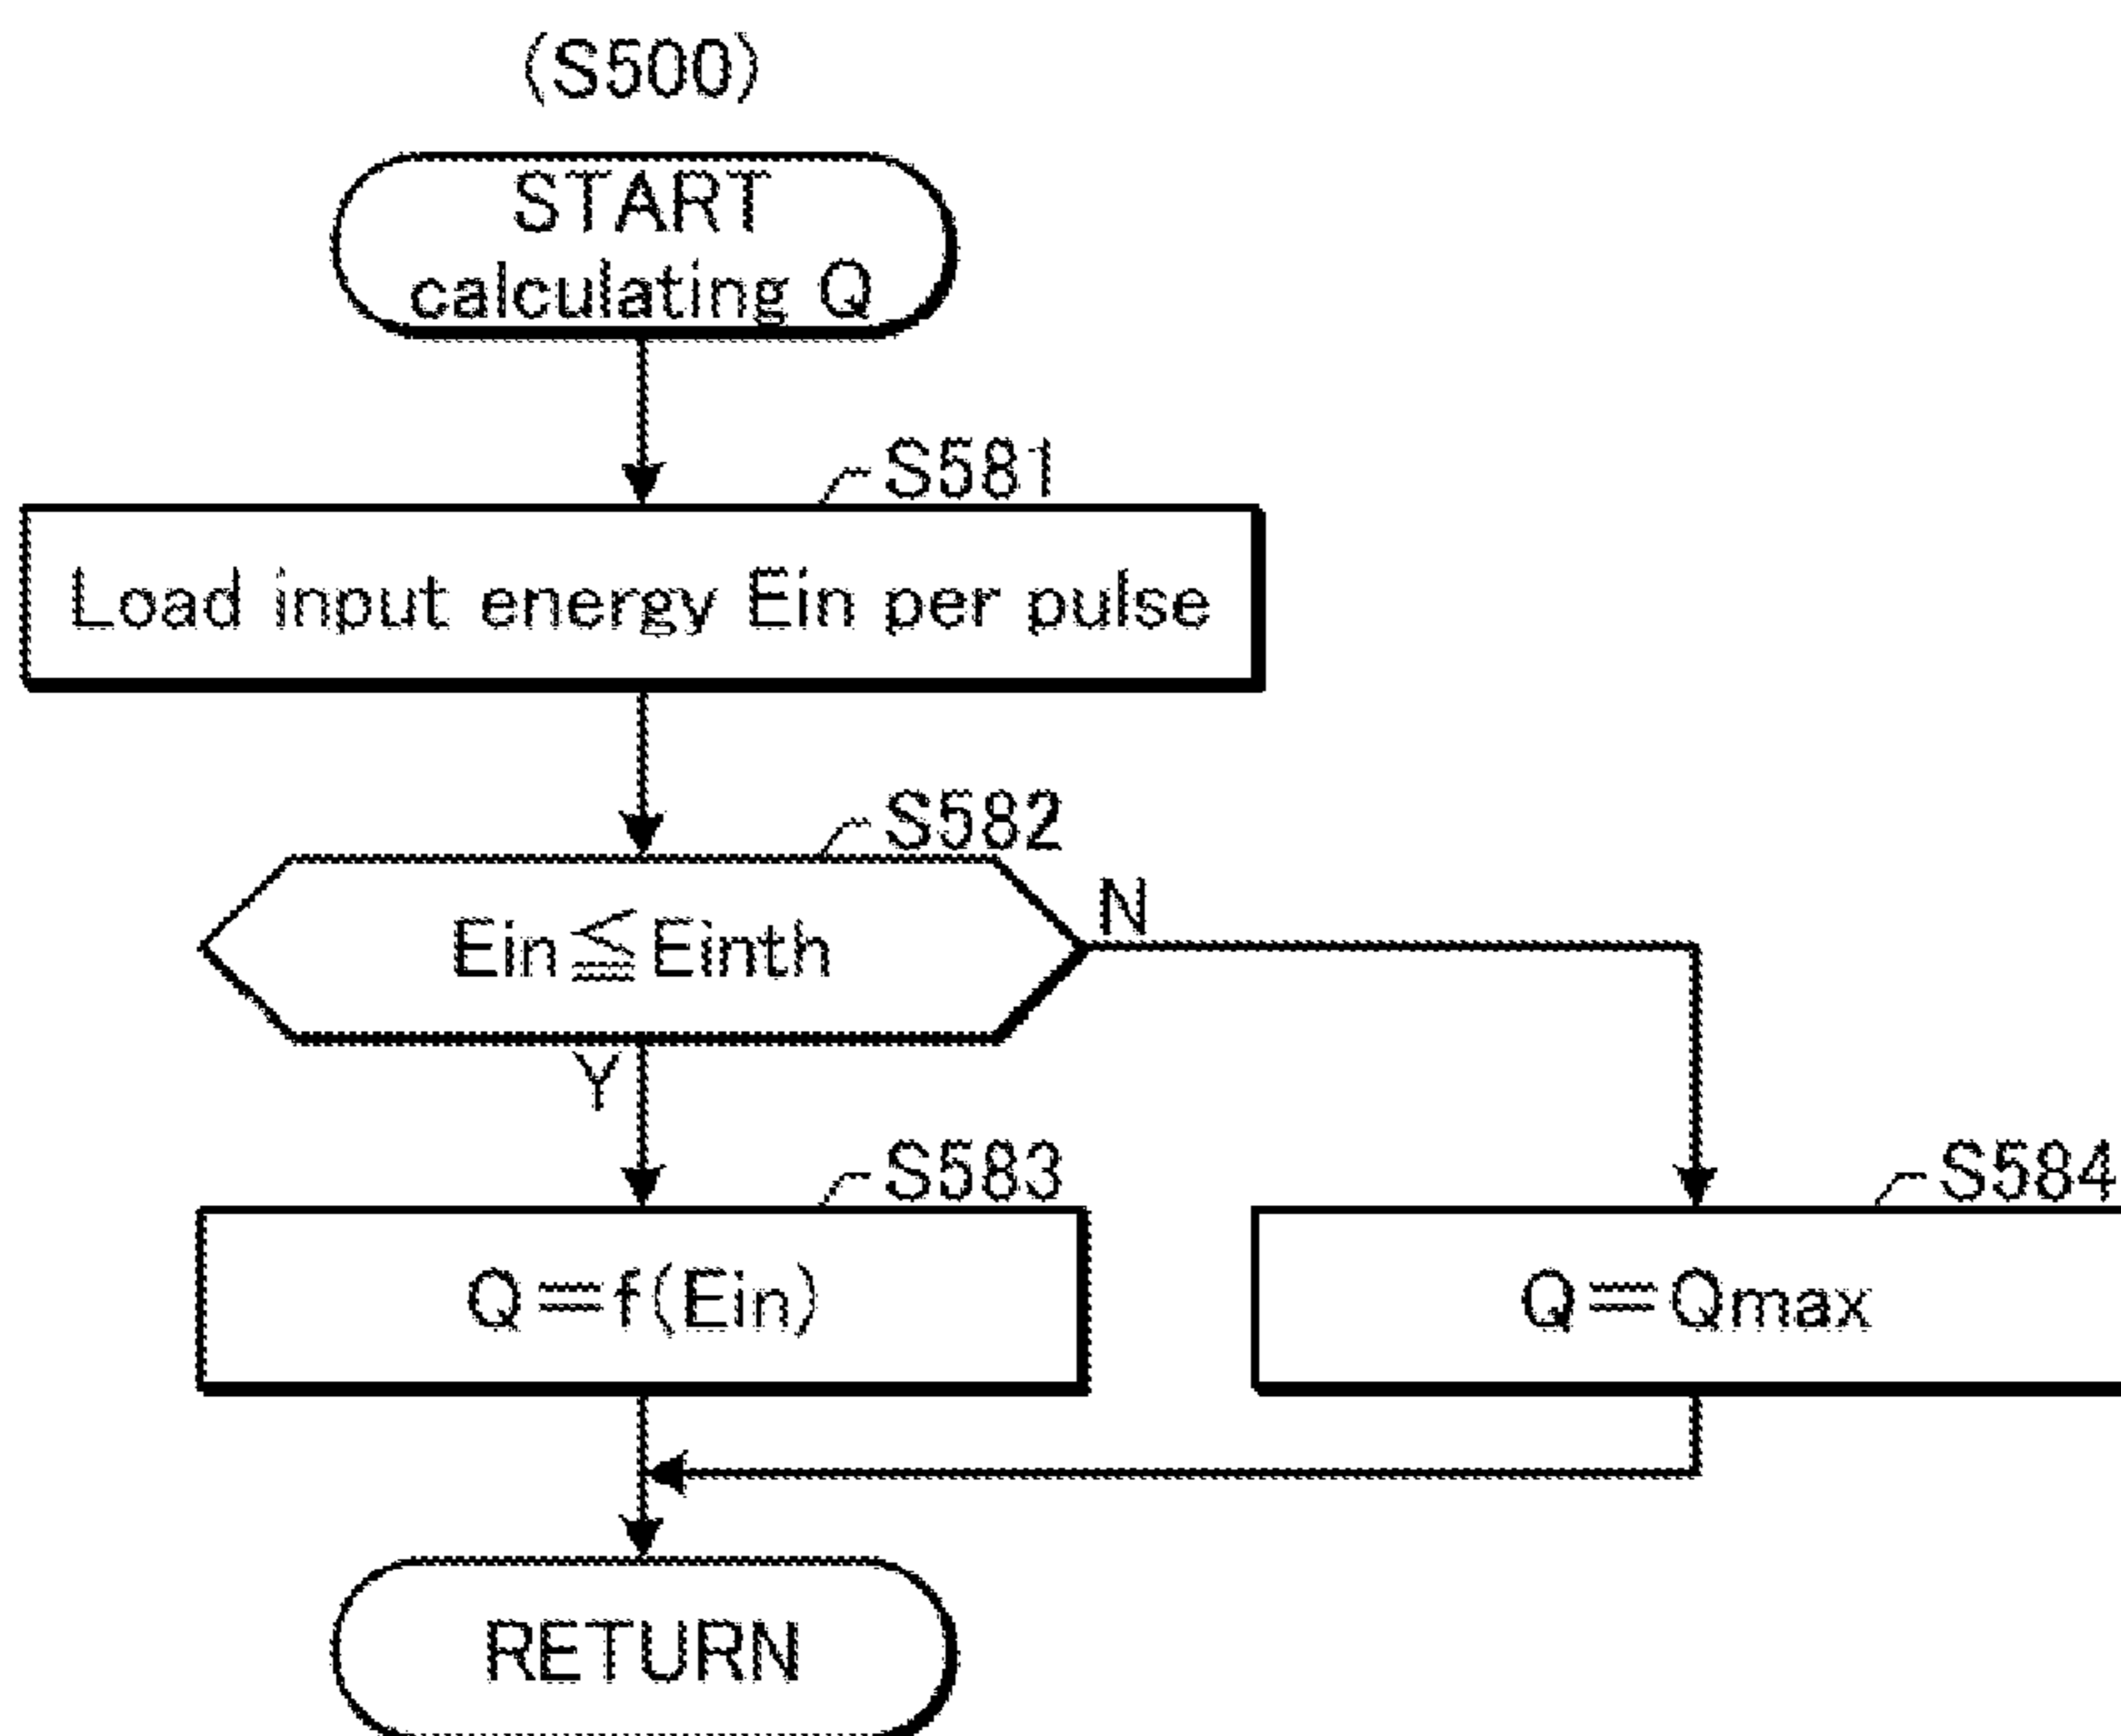 (S500)
START
calculating Q
S581
Load input energy Ein per pulse
S582
Ein≦Einth
N
Y
S583
Q=f(Ein)
S584
Q=Qmax
RETURN